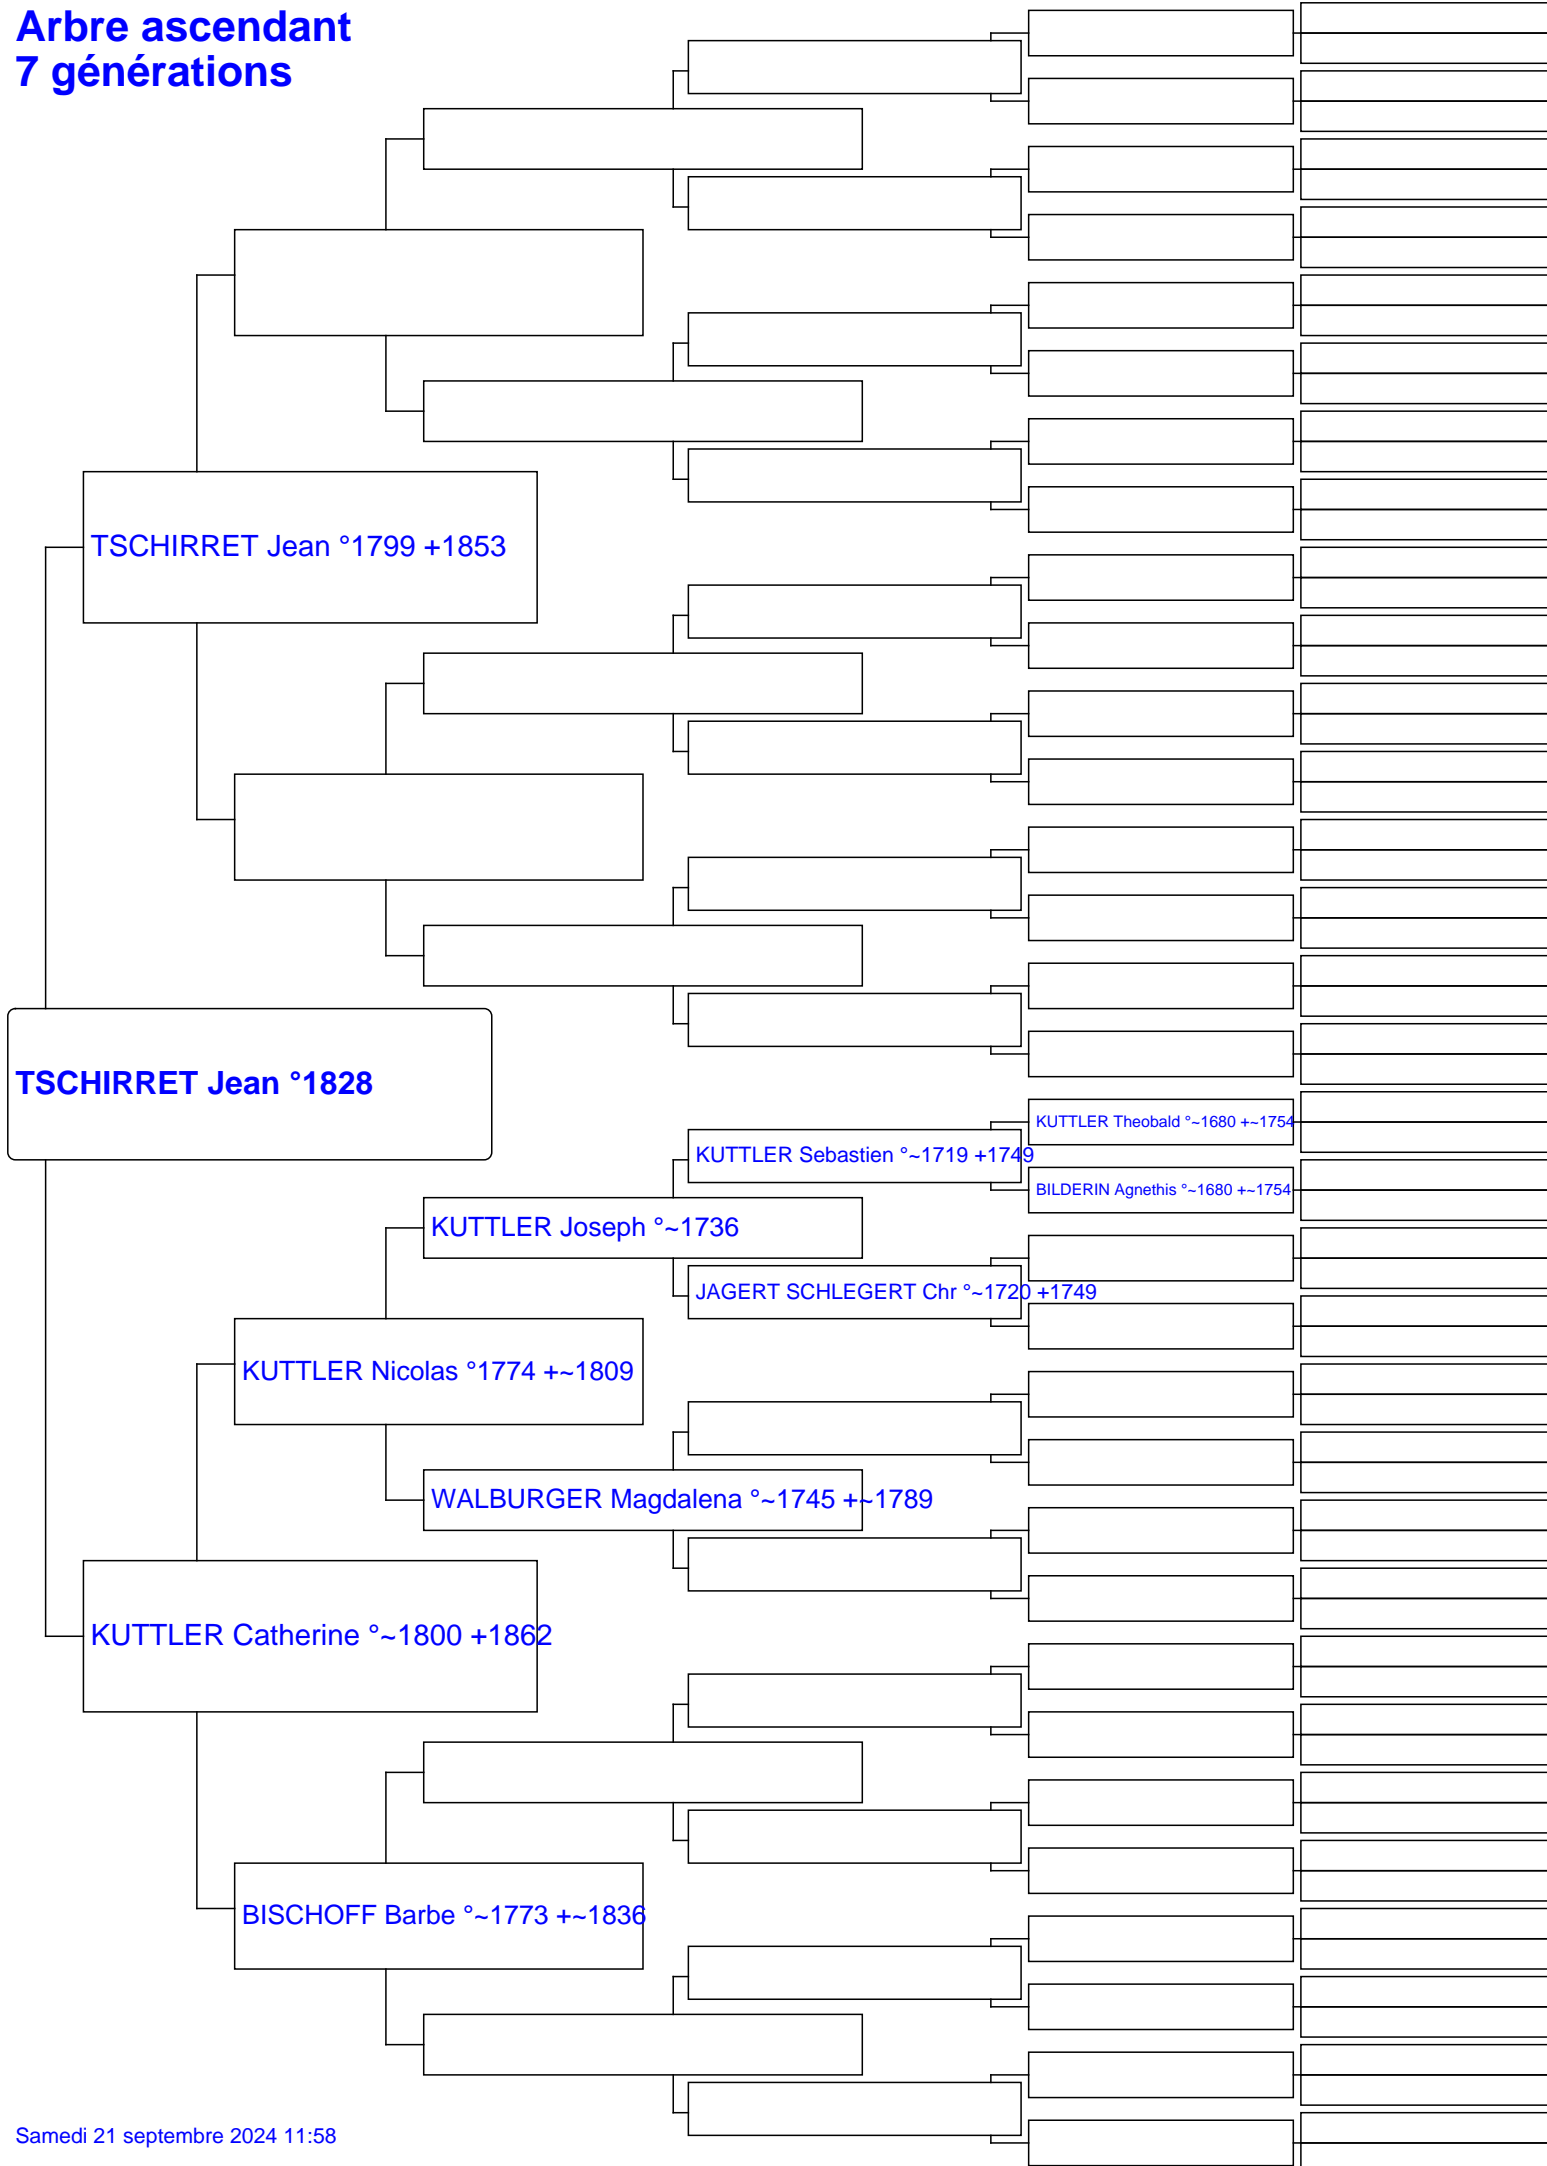 Arbre ascendant
7 générations
TSCHIRRET Jean °1799 +1853
TSCHIRRET Jean °1828
KUTTLER Theobald °~1680 +~1754
KUTTLER Sebastien °~1719 +1749
BILDERIN Agnethis °~1680 +~1754
KUTTLER Joseph °~1736
JAGERT SCHLEGERT Chr °~1720 +1749
KUTTLER Nicolas °1774 +~1809
WALBURGER Magdalena °~1745 +~1789
KUTTLER Catherine °~1800 +1862
BISCHOFF Barbe °~1773 +~1836
Samedi 21 septembre 2024 11:58